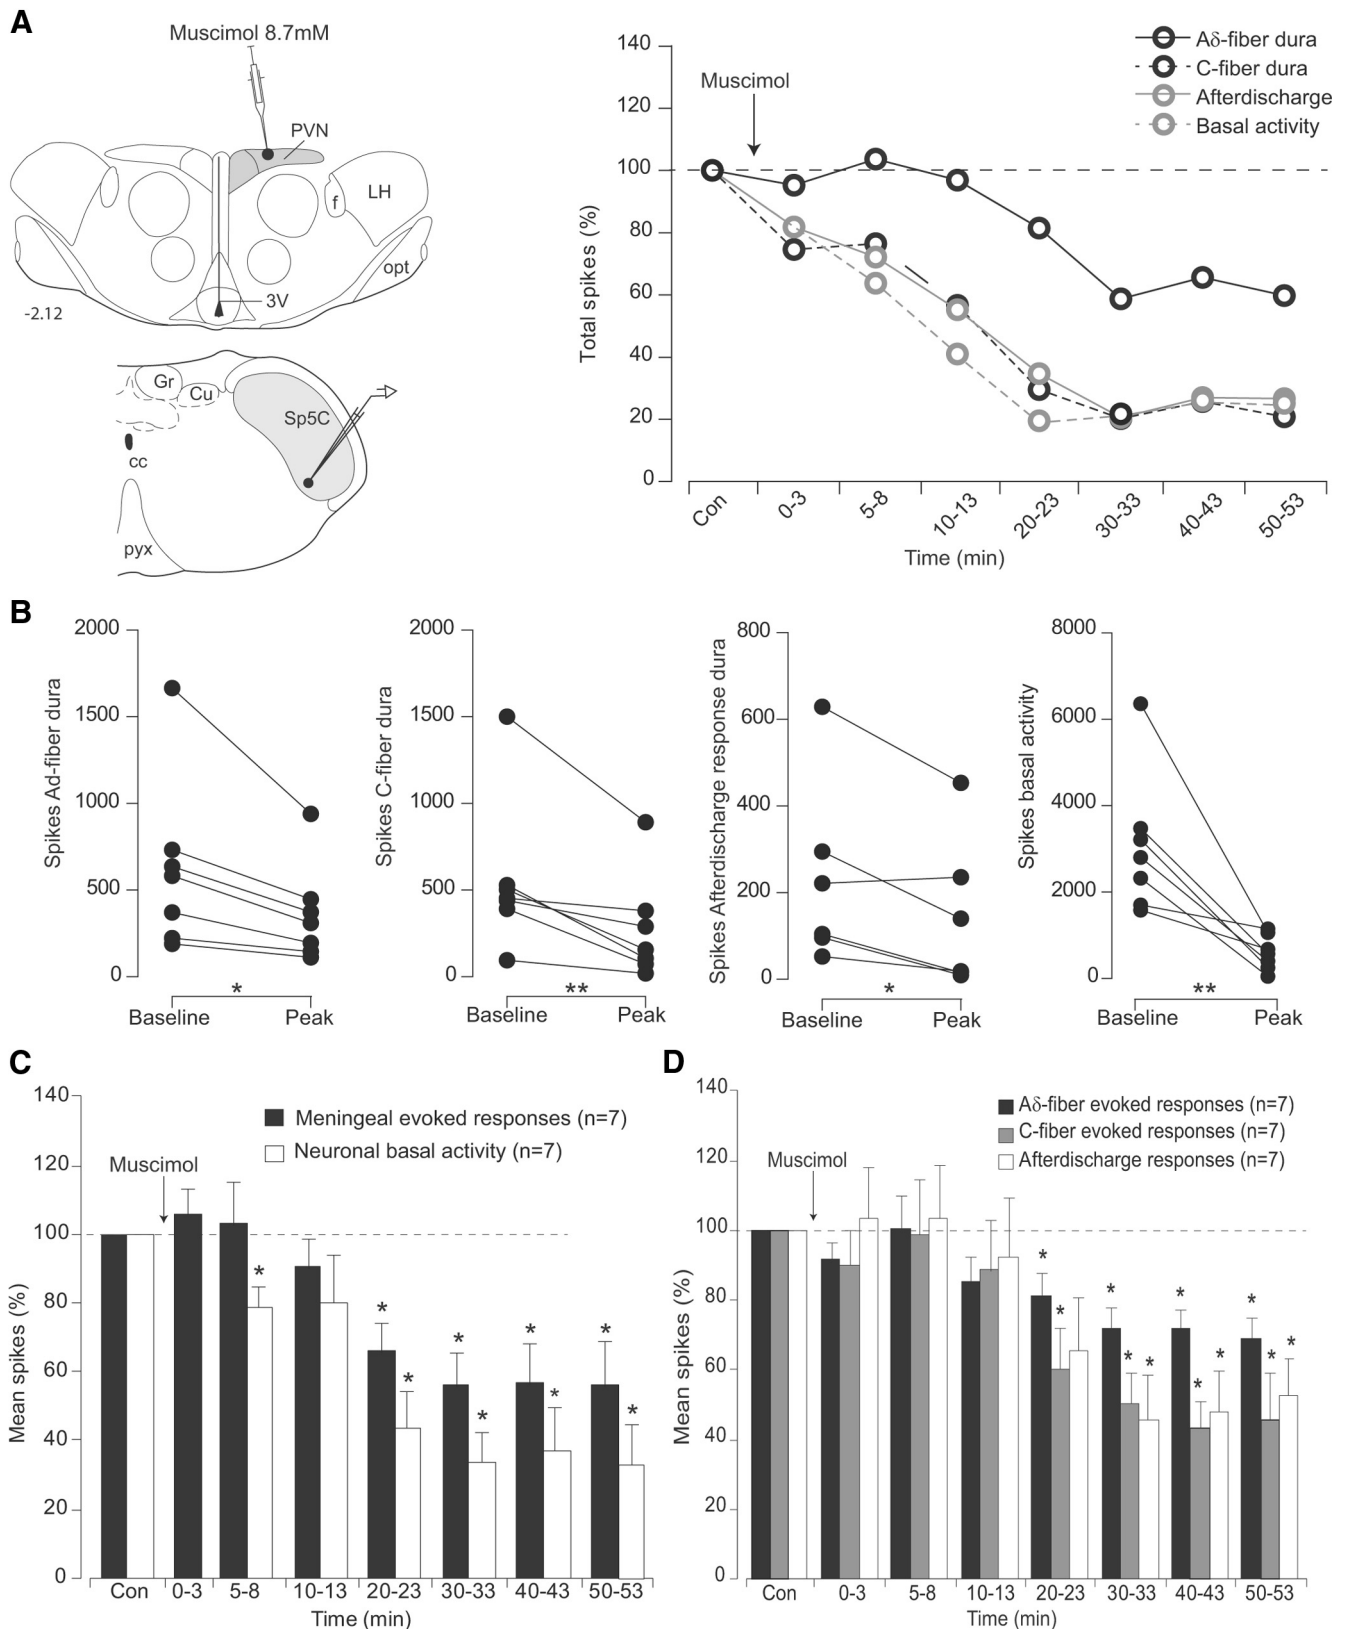 A
Muscimol 8.7mM
PVN
f
LH
opt
3V
-2.12
Gr
Cu
Sp5C
cc
pyx
Aδ-fiber dura
C-fiber dura
Afterdischarge
Basal activity
Muscimol
Total spikes (%)
140
120
100
80
60
40
20
0
Con
0-3
5-8
10-13
20-23
30-33
40-43
50-53
Time (min)
B
Spikes Ad-fiber dura
2000
1500
1000
500
0
*
Baseline Peak
Spikes C-fiber dura
2000
1500
1000
500
0
**
Baseline Peak
Spikes Afterdischarge response dura
800
600
400
200
0
*
Baseline Peak
Spikes basal activity
8000
6000
4000
2000
0
**
Baseline Peak
C
Meningeal evoked responses (n=7)
Neuronal basal activity (n=7)
Muscimol
Mean spikes (%)
140
120
100
80
60
40
20
0
* * * * * * * * *
Con 0-3 5-8 10-13 20-23 30-33 40-43 50-53
Time (min)
D
Aδ-fiber evoked responses (n=7)
C-fiber evoked responses (n=7)
Afterdischarge responses (n=7)
Muscimol
Mean spikes (%)
140
120
100
80
60
40
20
0
* * * * * * * * * * *
Con 0-3 5-8 10-13 20-23 30-33 40-43 50-53
Time (min)